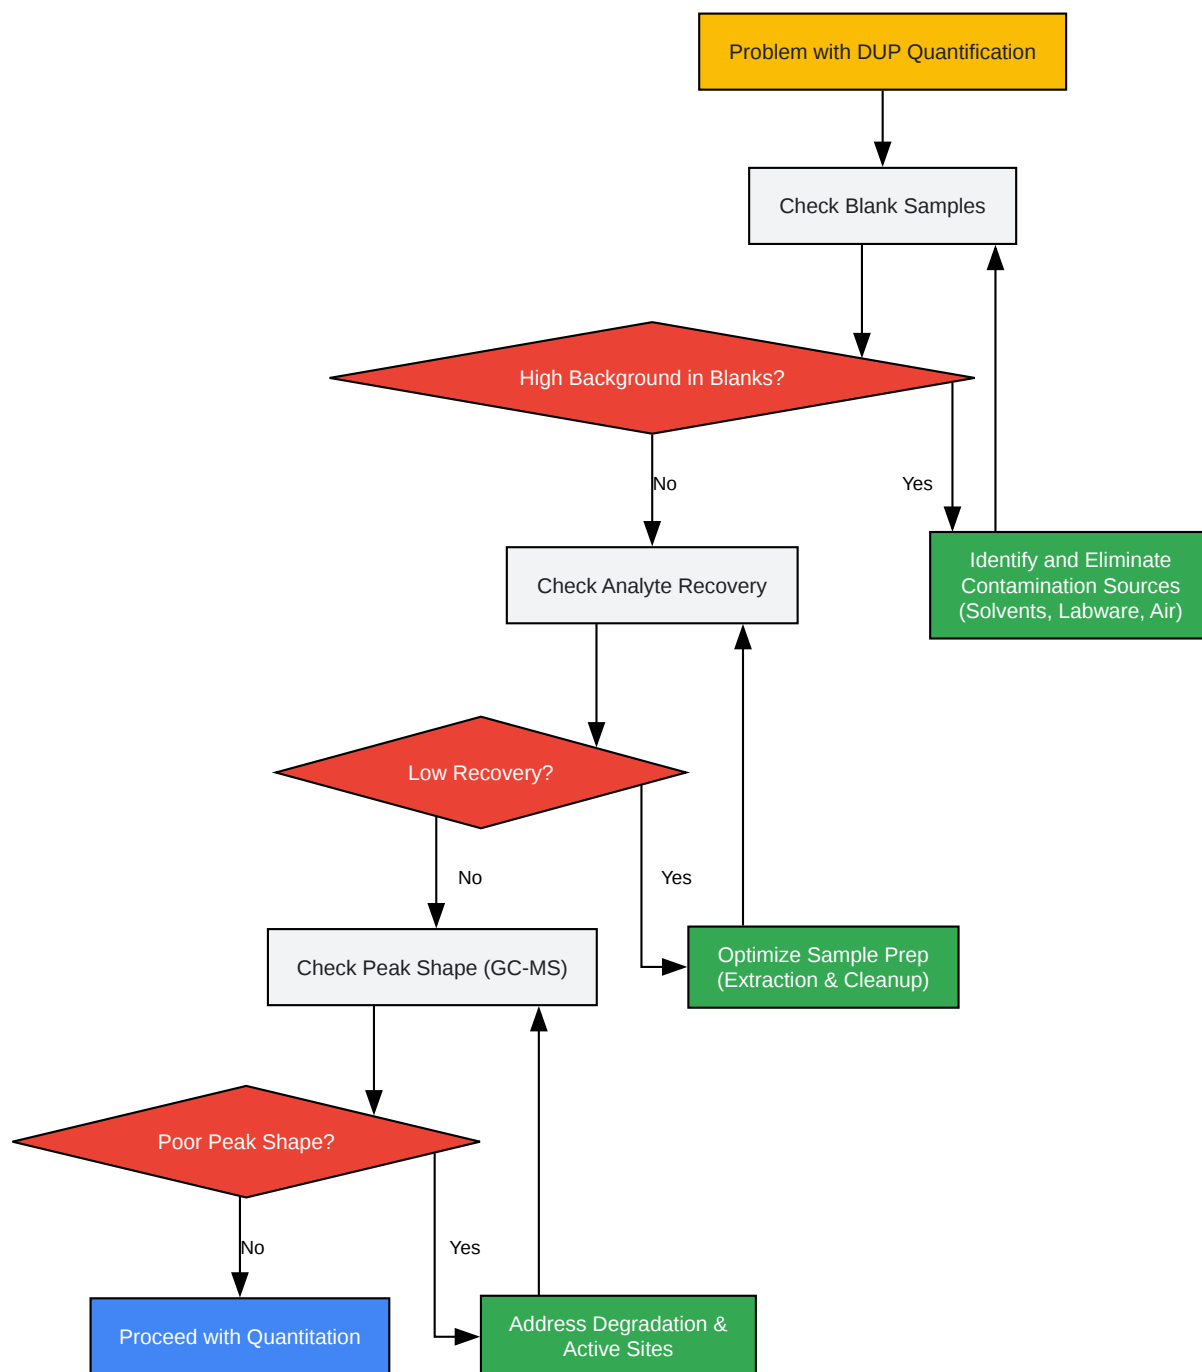 Problem with DUP Quantification
Check Blank Samples
High Background in Blanks?
No
Yes
Identify and Eliminate
Contamination Sources
(Solvents, Labware, Air)
Check Analyte Recovery
Low Recovery?
No
Yes
Optimize Sample Prep
(Extraction & Cleanup)
Check Peak Shape (GC-MS)
Poor Peak Shape?
No
Yes
Proceed with Quantitation
Address Degradation &
Active Sites